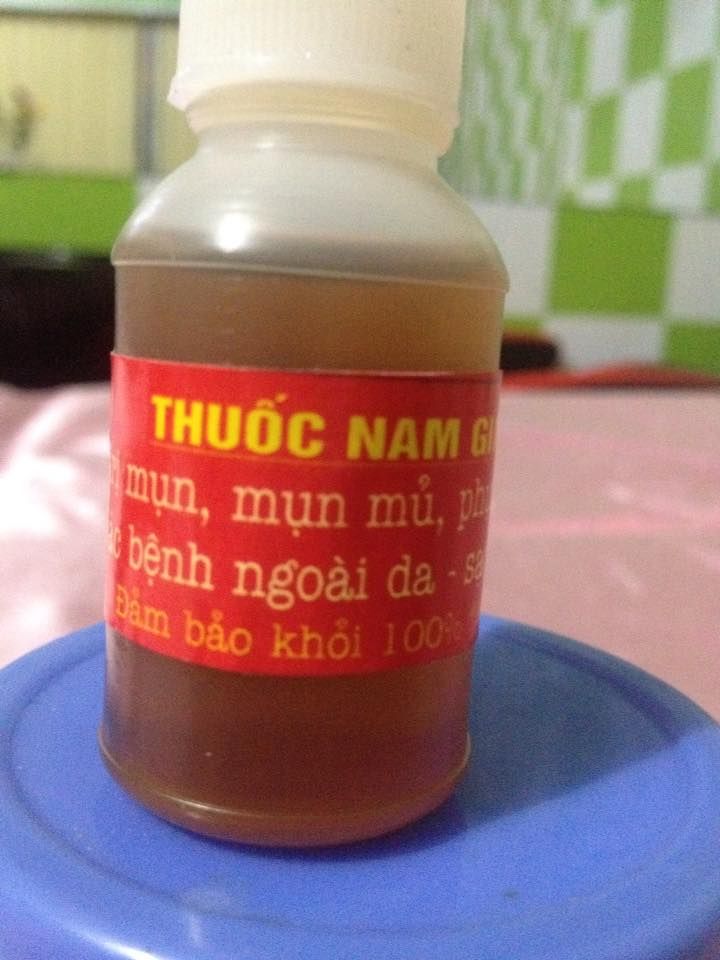 THUỐC NAM
mụn, mụn mủ,
bệnh ngoài da -
Đảm bảo khỏi 100%